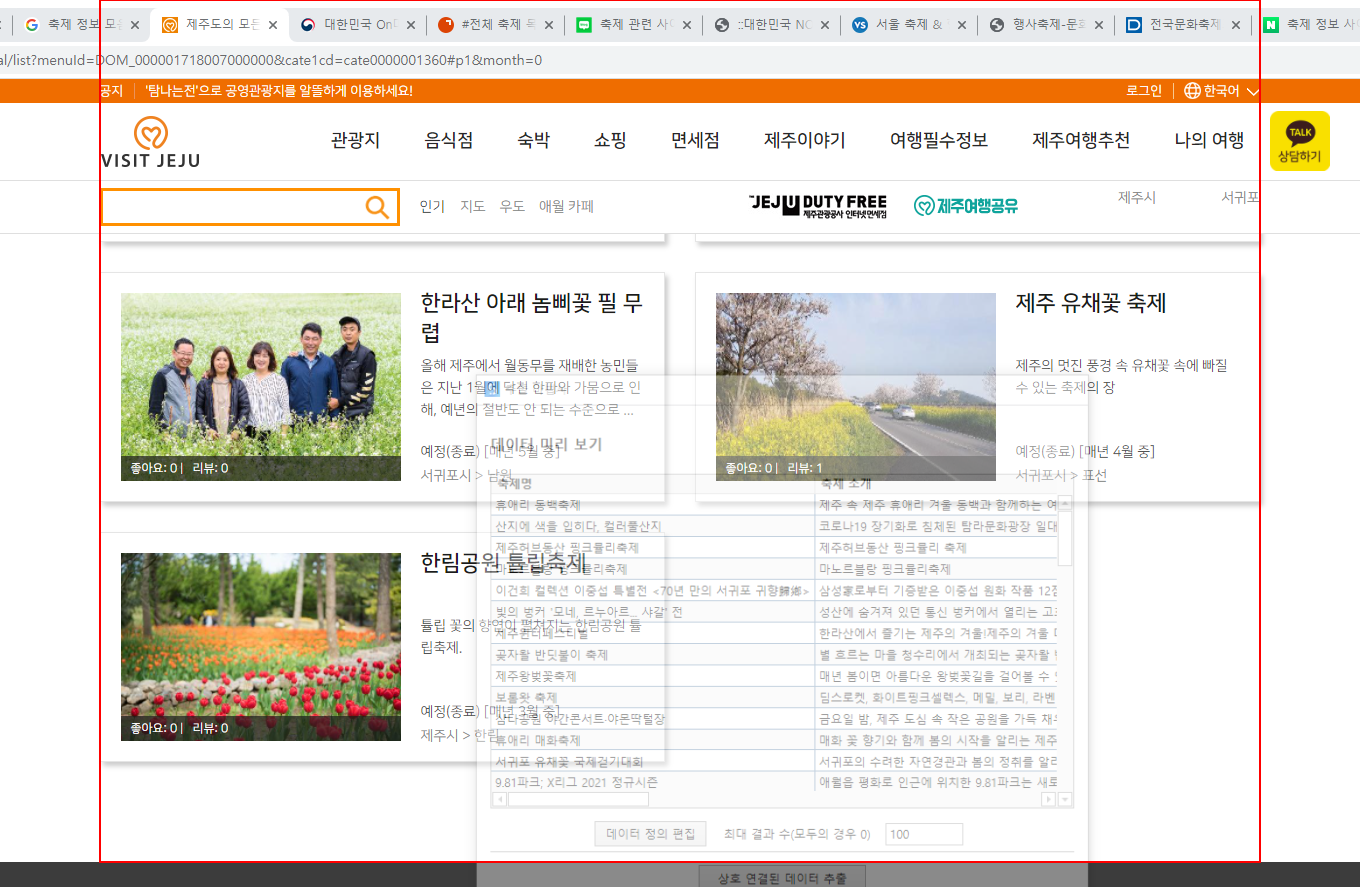 축제 정보 모음
제주도의 모든
대한민국 On
#전체 축제 목
축제 관련 사
::대한민국 NO
서울 축제 &
행사축제-문화
전국문화축제
축제 정보 사
al/list?menuId=DOM_000001718007000000&cate1cd=cate0000001360#p1&month=0
공지
'탐나는전'으로 공영관광지를 알뜰하게 이용하세요!
로그인
한국어
VISIT JEJU
관광지
음식점
숙박
쇼핑
면세점
제주이야기
여행필수정보
제주여행추천
나의 여행
TALK
상담하기
인기
지도
우도
애월 카페
JEJU DUTY FREE
제주관광공사 인터넷면세점
제주여행공유
제주시
서귀포
한라산 아래 놈삐꽃 필 무
렵
올해 제주에서 월동무를 재배한 농민들
은 지난 1월에 닥친 한파와 가뭄으로 인
해, 예년의 절반도 안 되는 수준으로 ...
예정(종료) [매년 5월 중]
서귀포시 > 남원
좋아요: 0 | 리뷰: 0
제주 유채꽃 축제
제주의 멋진 풍경 속 유채꽃 속에 빠질
수 있는 축제의 장
예정(종료) [매년 4월 중]
서귀포시 > 표선
좋아요: 0 | 리뷰: 1
한림공원 튤립축제
튤립 꽃의 향연이 펼쳐지는 한림공원 튤
립축제.
예정(종료) [매년 3월 중]
제주시 > 한림
좋아요: 0 | 리뷰: 0
데이터 미리 보기
축제명
축제 소개
휴애리 동백축제
제주 속 제주 휴애리 겨울 동백과 함께하는 여
산지에 색을 입히다, 컬러풀산지
코로나19 장기화로 침체된 탐라문화광장 일대
제주허브동산 핑크뮬리축제
제주허브동산 핑크뮬리 축제
마노르블랑 핑크뮬리축제
마노르블랑 핑크뮬리축제
이건희 컬렉션 이중섭 특별전 <70년 만의 서귀포 귀향歸鄕>
삼성家로부터 기증받은 이중섭 원화 작품 12점
빛의 벙커 '모네, 르누아르... 샤갈' 전
성산에 숨겨져 있던 통신 벙커에서 열리는 고
제주윈터페스티벌
한라산에서 즐기는 제주의 겨울!제주의 겨울
곶자왈 반딧불이 축제
별 흐르는 마을 청수리에서 개최되는 곶자왈
제주왕벚꽃축제
매년 봄이면 아름다운 왕벚꽃길을 걸어볼 수
보롬왓 축제
딥스로켓, 화이트핑크셀렉스, 메밀, 보리, 라벤
삼다공원 야간콘서트 야몬딱털장
금요일 밤, 제주 도심 속 작은 공원을 가득 채우
휴애리 매화축제
매화 꽃 향기와 함께 봄의 시작을 알리는 제주
서귀포 유채꽃 국제걷기대회
서귀포의 수려한 자연경관과 봄의 정취를 알리
9.81파크; X리그 2021 정규시즌
애월읍 평화로 인근에 위치한 9.81파크는 새로
데이터 정의 편집
최대 결과 수(모두의 경우 0)
100
상호 연결된 데이터 추출